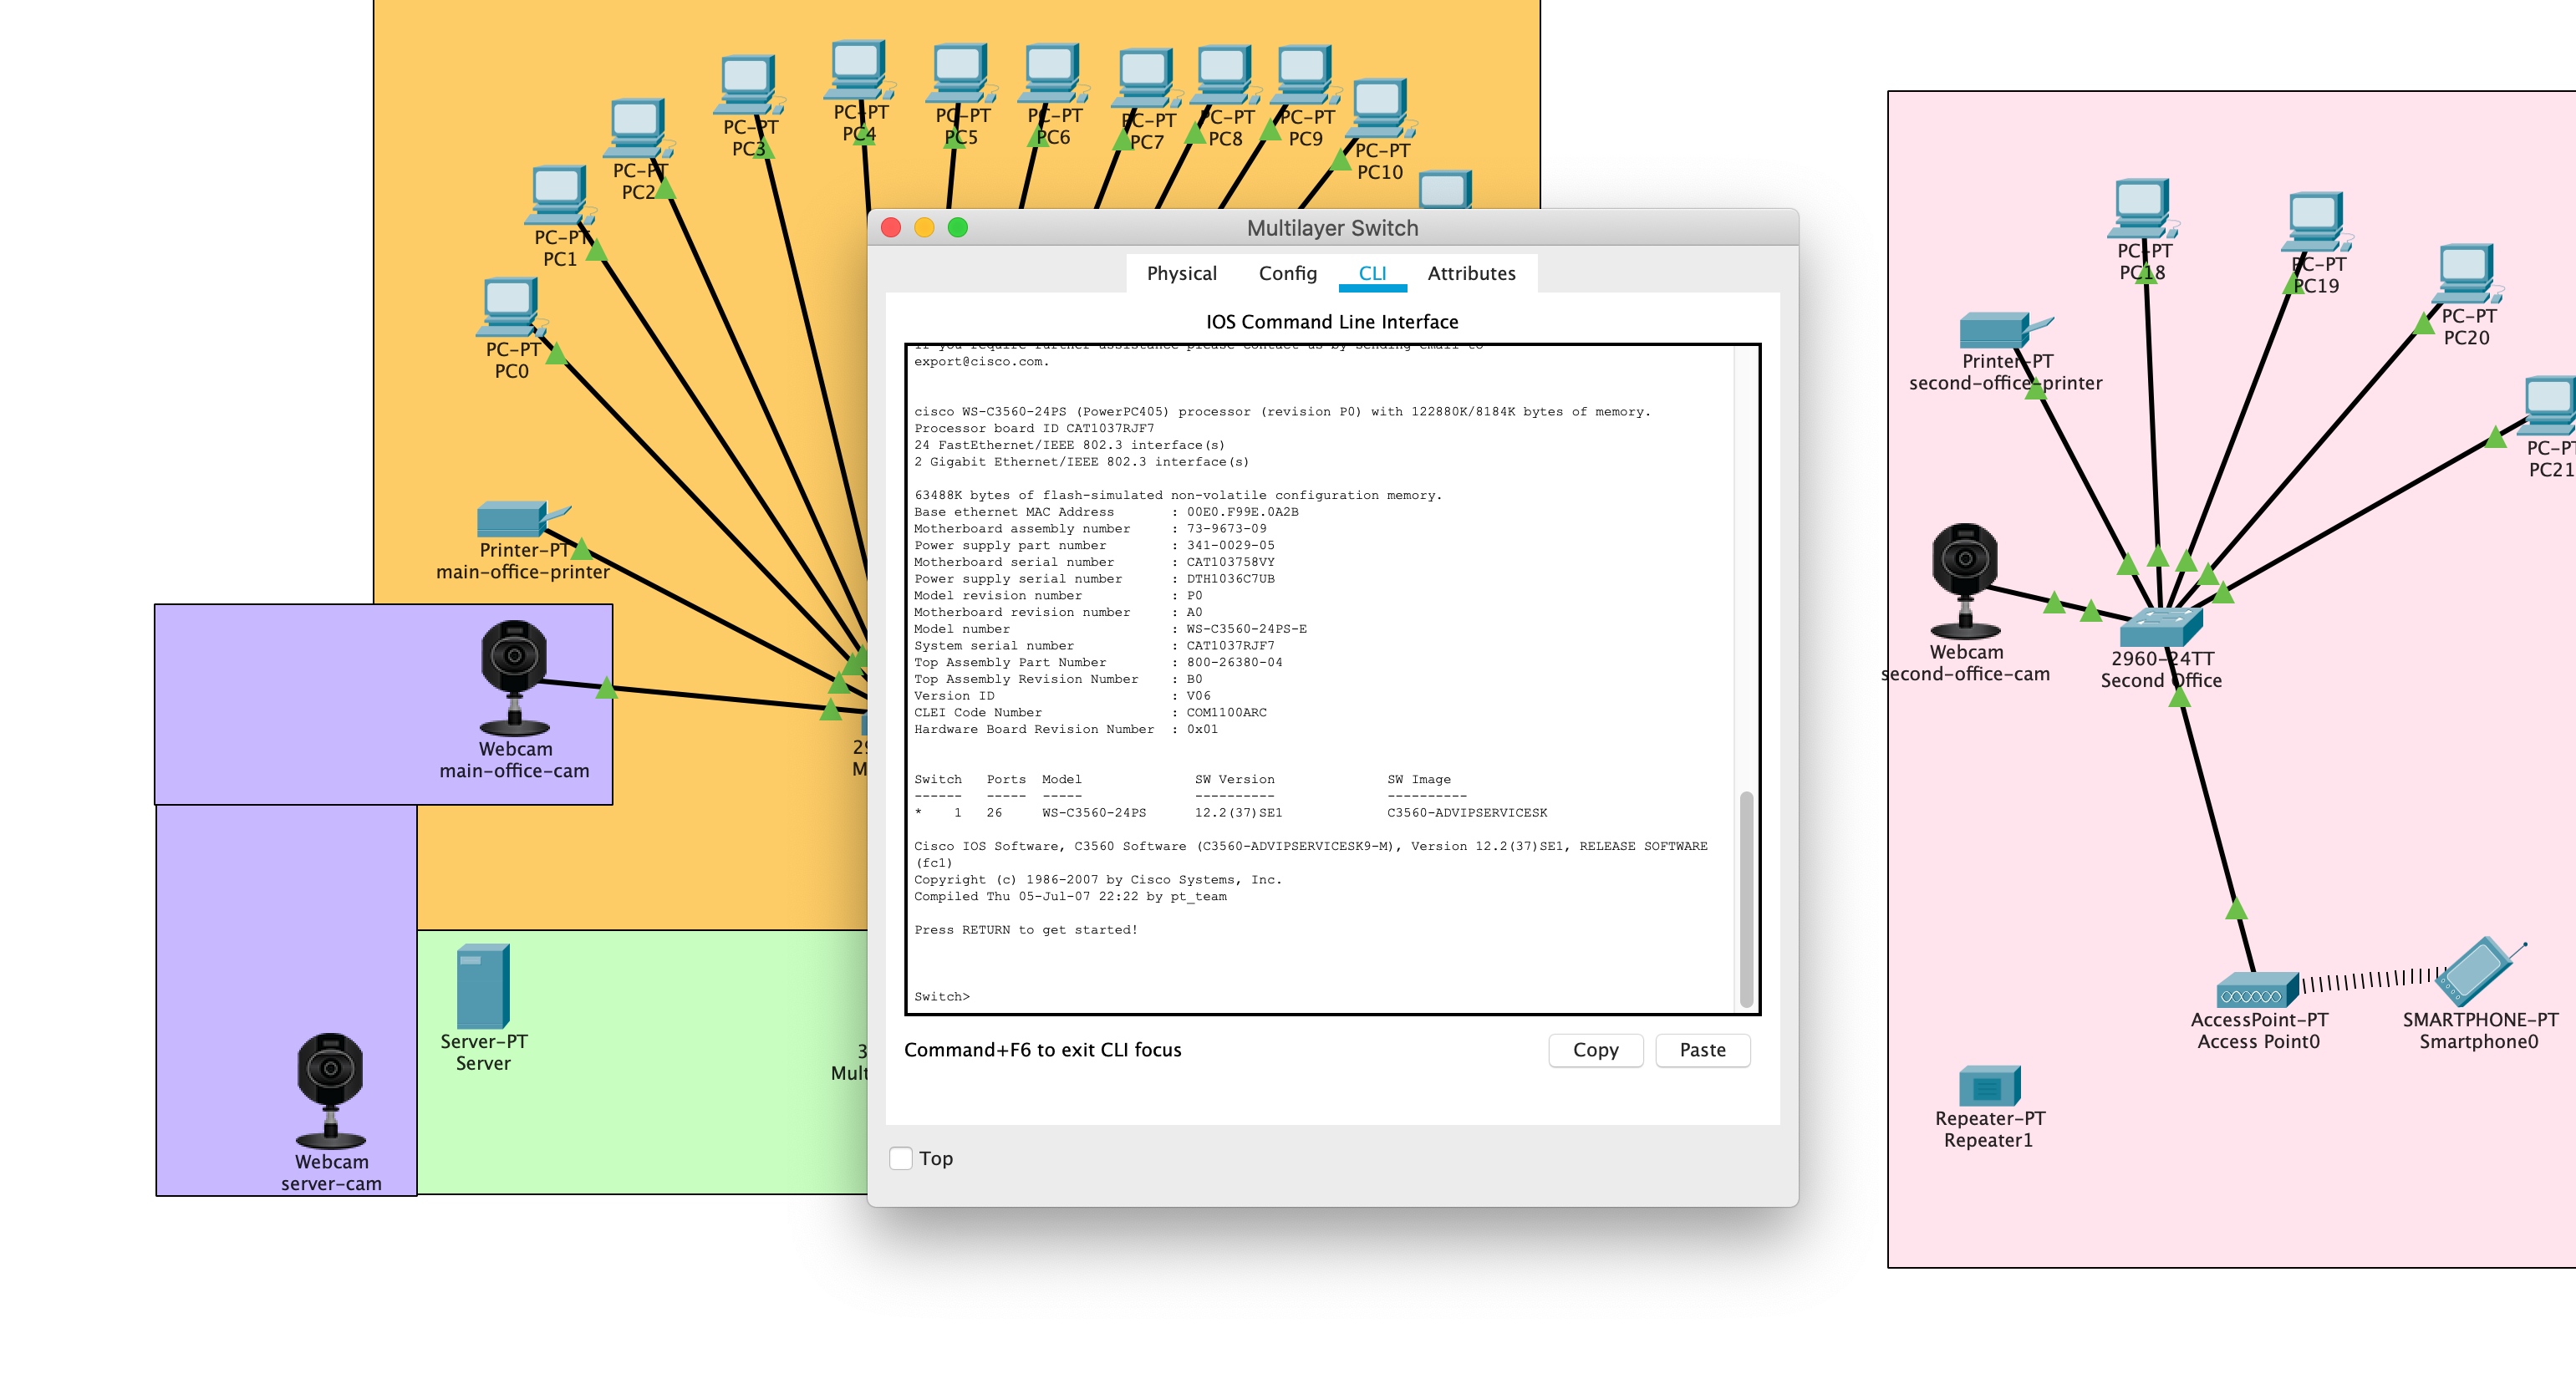 PC-PT
PC0
PC-PT
PC1
PC-PT
PC2
PC-PT
PC3
PC-PT
PC4
PC-PT
PC5
PC-PT
PC6
PC-PT
PC7
PC-PT
PC8
PC-PT
PC9
PC-PT
PC10
Printer-PT
main-office-printer
Webcam
main-office-cam
Server-PT
Server
Webcam
server-cam
29
M
3
Mult
Multilayer Switch
Physical Config CLI Attributes
IOS Command Line Interface
If you require further assistance please contact us by sending email to
export@cisco.com.
cisco WS-C3560-24PS (PowerPC405) processor (revision P0) with 122880K/8184K bytes of memory.
Processor board ID CAT1037RJF7
24 FastEthernet/IEEE 802.3 interface(s)
2 Gigabit Ethernet/IEEE 802.3 interface(s)
63488K bytes of flash-simulated non-volatile configuration memory.
Base ethernet MAC Address : 00E0.F99E.0A2B
Motherboard assembly number : 73-9673-09
Power supply part number : 341-0029-05
Motherboard serial number : CAT103758VY
Power supply serial number : DTH1036C7UB
Model revision number : P0
Motherboard revision number : A0
Model number : WS-C3560-24PS-E
System serial number : CAT1037RJF7
Top Assembly Part Number : 800-26380-04
Top Assembly Revision Number : B0
Version ID : V06
CLEI Code Number : COM1100ARC
Hardware Board Revision Number : 0x01
Switch Ports Model SW Version SW Image
------ ----- ----- ---------- ----------
* 1 26 WS-C3560-24PS 12.2(37)SE1 C3560-ADVIPSERVICESK
Cisco IOS Software, C3560 Software (C3560-ADVIPSERVICESK9-M), Version 12.2(37)SE1, RELEASE SOFTWARE
(fc1)
Copyright (c) 1986-2007 by Cisco Systems, Inc.
Compiled Thu 05-Jul-07 22:22 by pt_team
Press RETURN to get started!
Switch>
Command+F6 to exit CLI focus
Copy Paste
Top
PC-PT
PC18
PC-PT
PC19
PC-PT
PC20
PC-PT
PC21
Printer-PT
second-office-printer
Webcam
second-office-cam
2960-24TT
Second Office
AccessPoint-PT
Access Point0
SMARTPHONE-PT
Smartphone0
Repeater-PT
Repeater1